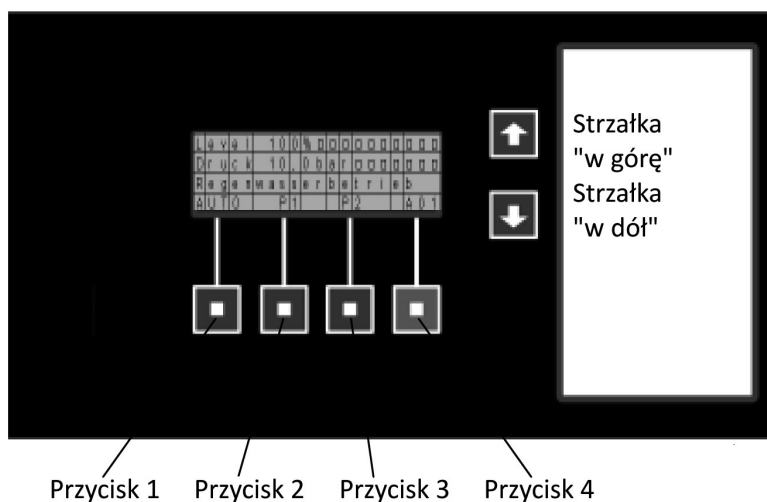 Level 100%
Druck 10,0bar
Regenwasserbetrieb
AUTO P1 P2 A01
Strzałka
"w górę"
Strzałka
"w dół"
Przycisk 1 Przycisk 2 Przycisk 3 Przycisk 4